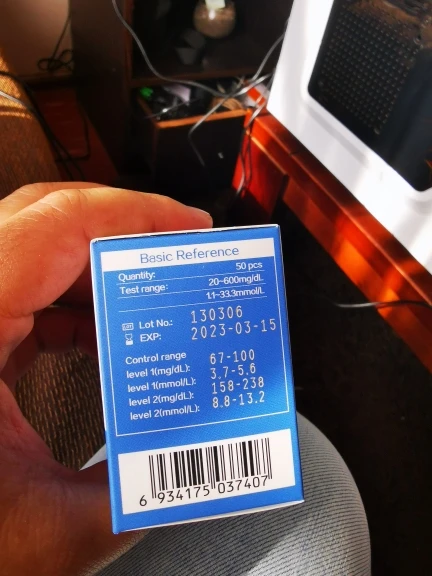 Basic Reference
Quantity: 50 pcs
Test range: 20~600mg/dL
1.1~33.3mmol/L
LOT Lot No.: 130306
EXP: 2023-03-15
Control range
level 1(mg/dL): 67-100
level 1(mmol/L): 3.7-5.6
level 2(mg/dL): 158-238
level 2(mmol/L): 8.8-13.2
6 934175 037407